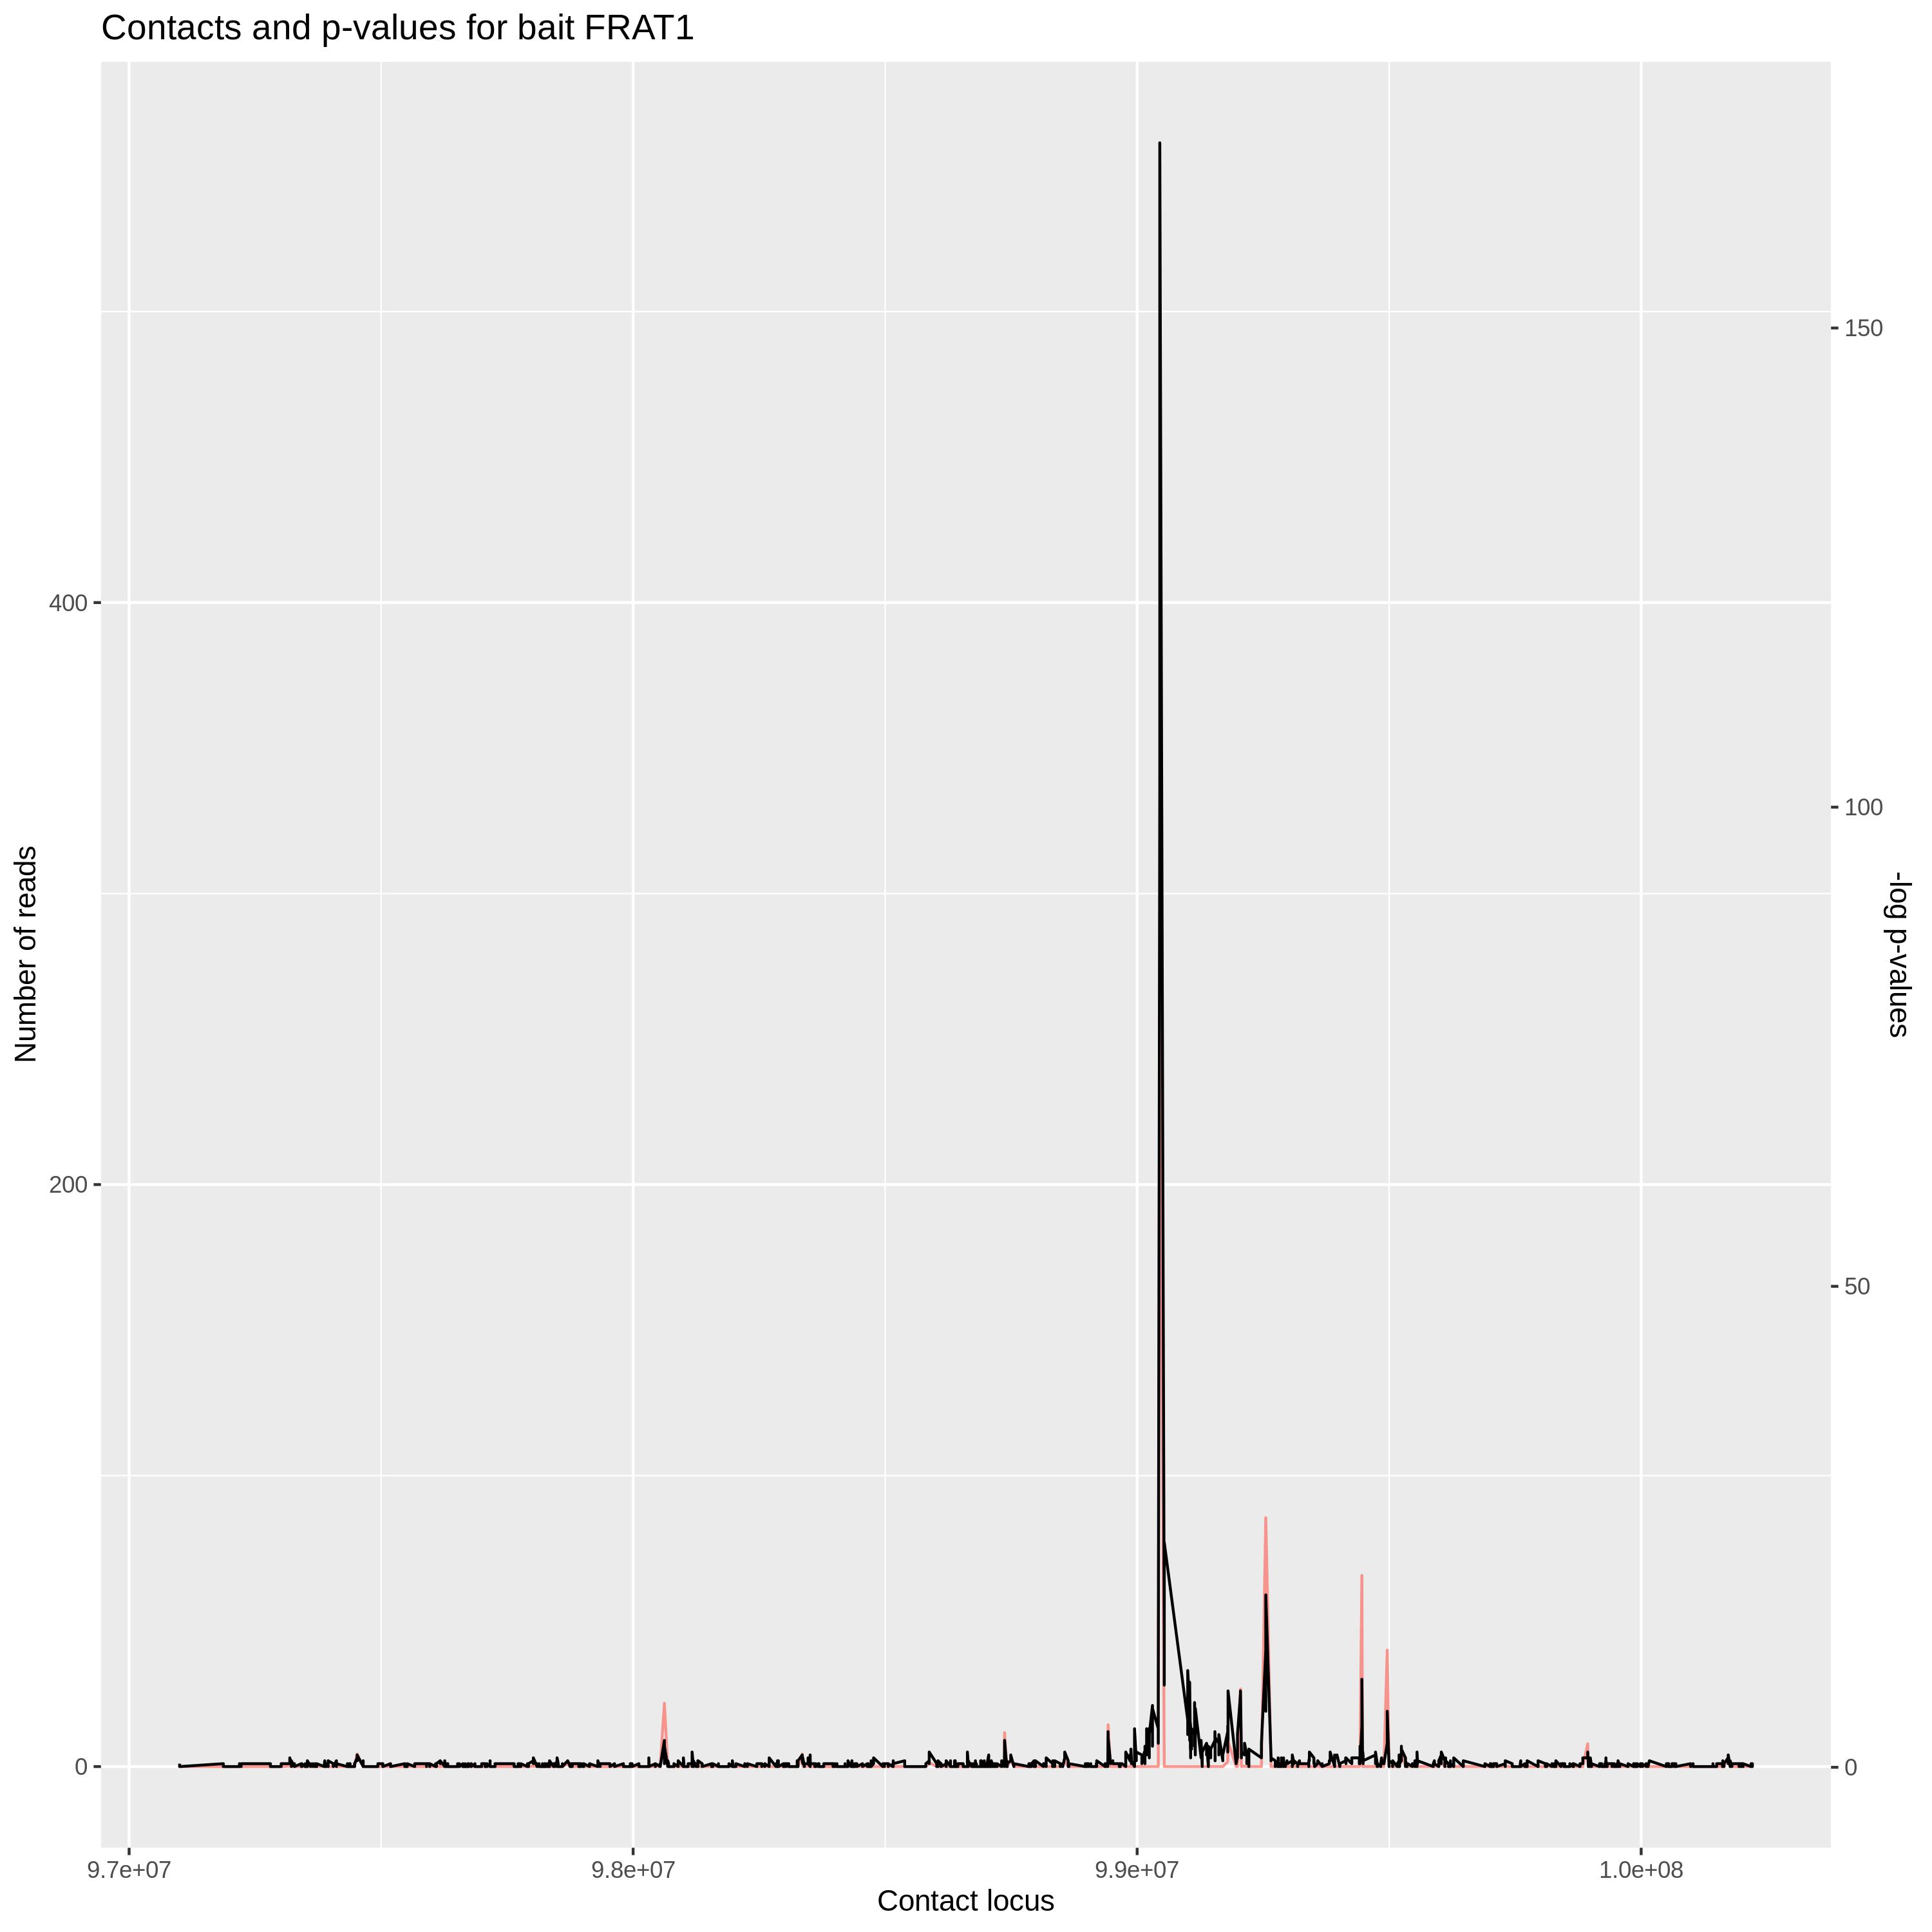 Contacts and p-values for bait FRAT1
150
400
100
Number of reads
-log p-values
200
50
0
0
9.7e+07
9.8e+07
9.9e+07
1.0e+08
Contact locus